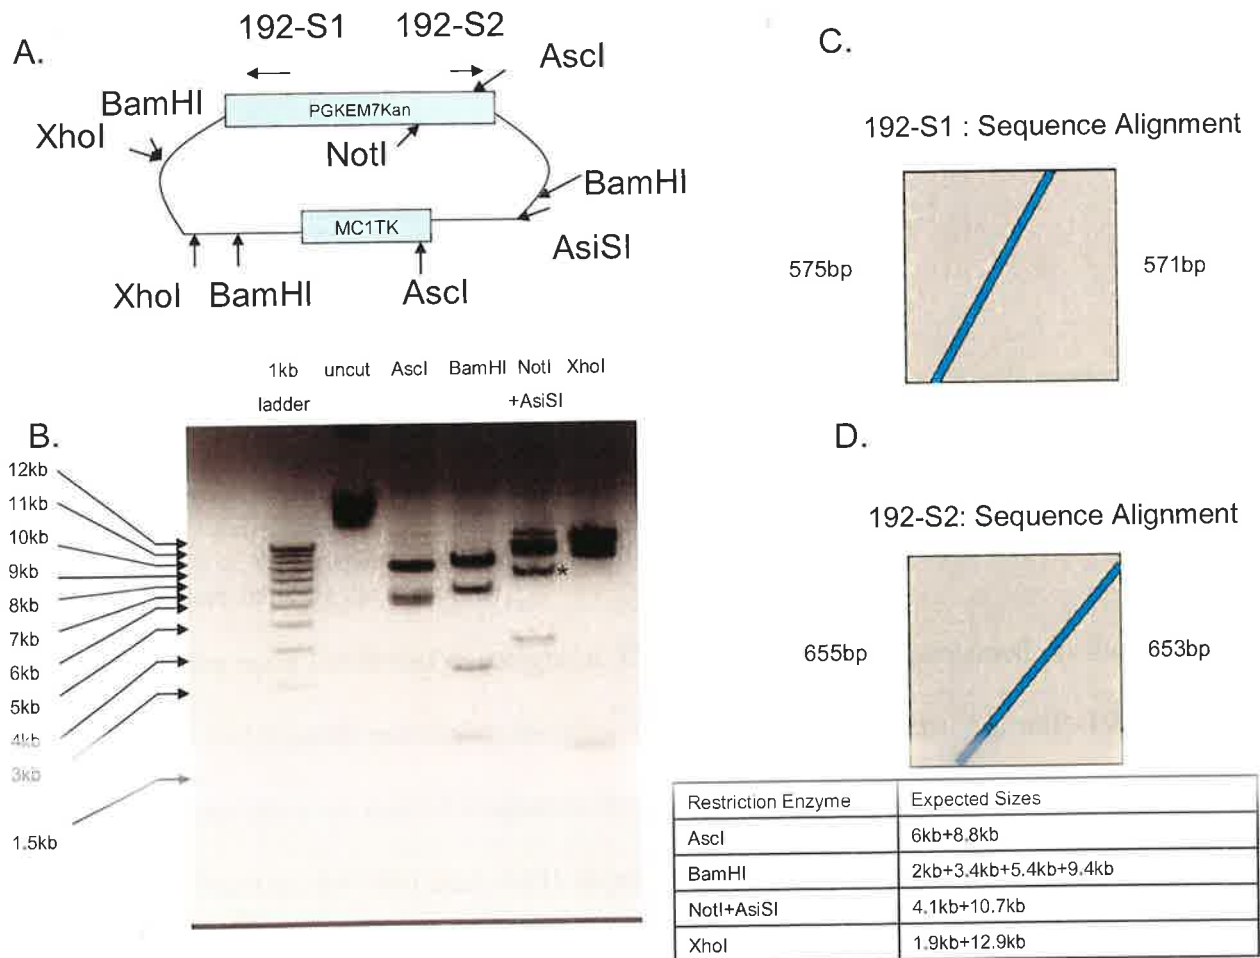 A.
192-S1 192-S2
AscI
BamHI
XhoI
PGKEM7Kan
NotI
BamHI
MC1TK
AsiSI
XhoI BamHI AscI
1kb ladder
uncut
AscI
BamHI
NotI +AsiSI
XhoI
B.
12kb
11kb
10kb
9kb
8kb
7kb
6kb
5kb
4kb
3kb
1.5kb
*
C.
192-S1 : Sequence Alignment
575bp
571bp
D.
192-S2: Sequence Alignment
655bp
653bp
Restriction Enzyme Expected Sizes
AscI 6kb+8.8kb
BamHI 2kb+3.4kb+5.4kb+9.4kb
NotI+AsiSI 4.1kb+10.7kb
XhoI 1.9kb+12.9kb